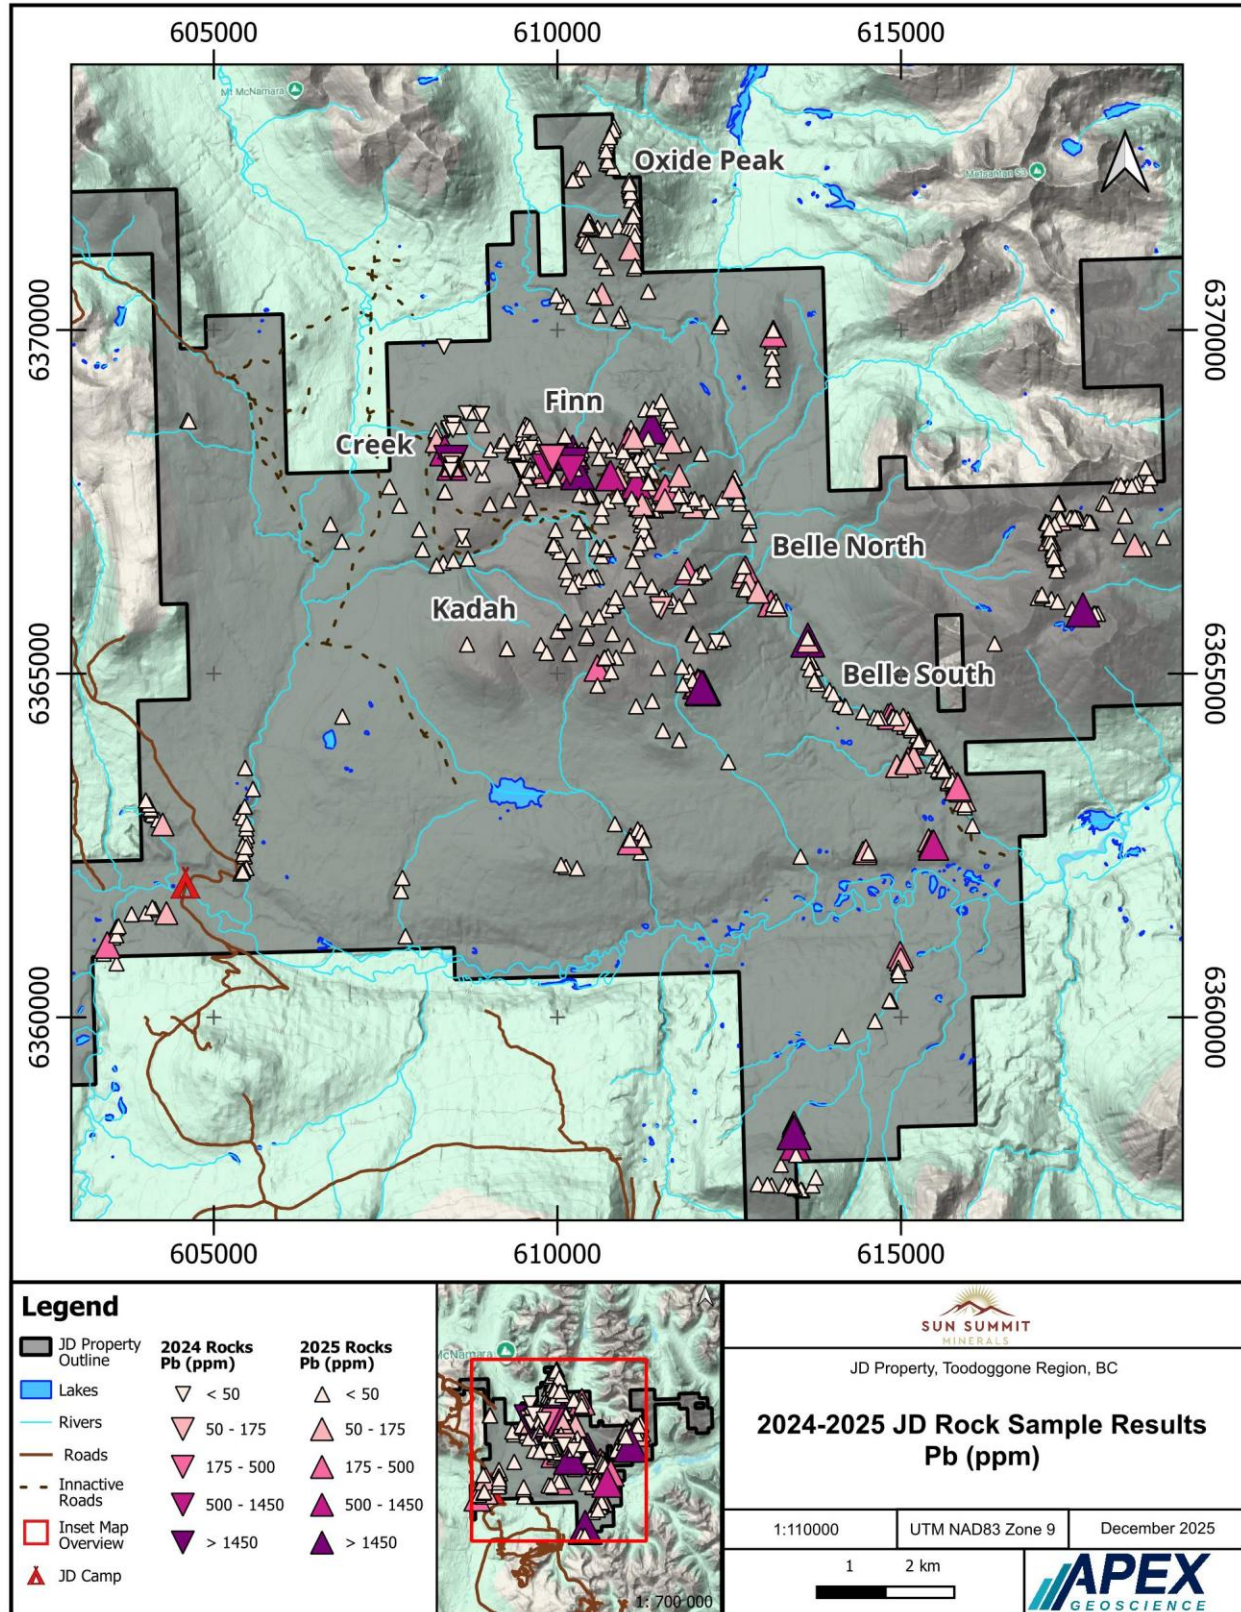 605000
610000
615000
Mt McNamara
Oxide Peak
Metsantan S3
6370000
6370000
Finn
Creek
Belle North
Kadah
Belle South
6365000
6365000
6360000
6360000
605000
610000
615000
Legend
JD Property
Outline
Lakes
Rivers
Roads
Innactive
Roads
Inset Map
Overview
JD Camp
2024 Rocks
Pb (ppm)
< 50
50 - 175
175 - 500
500 - 1450
> 1450
2025 Rocks
Pb (ppm)
< 50
50 - 175
175 - 500
500 - 1450
> 1450
McNamara
1: 700 000
SUN SUMMIT
MINERALS
JD Property, Toodoggone Region, BC
2024-2025 JD Rock Sample Results
Pb (ppm)
1:110000
UTM NAD83 Zone 9
December 2025
1
2 km
APEX
GEOSCIENCE